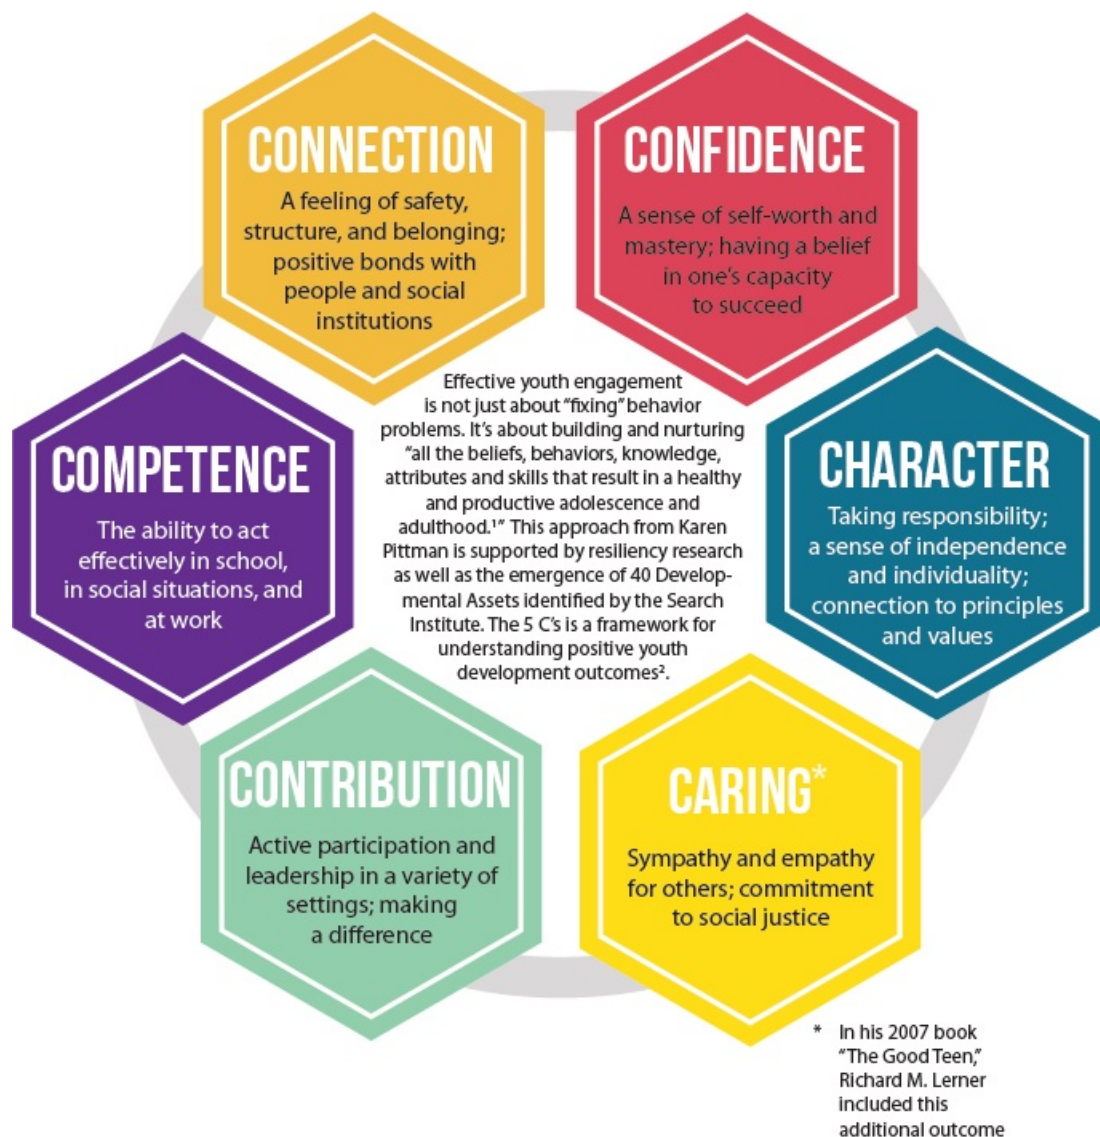 CONNECTION
A feeling of safety,
structure, and belonging;
positive bonds with
people and social
institutions
CONFIDENCE
A sense of self-worth and
mastery; having a belief
in one’s capacity
to succeed
COMPETENCE
The ability to act
effectively in school,
in social situations, and
at work
Effective youth engagement
is not just about “fixing” behavior
problems. It’s about building and nurturing
“all the beliefs, behaviors, knowledge,
attributes and skills that result in a healthy
and productive adolescence and
adulthood.¹” This approach from Karen
Pittman is supported by resiliency research
as well as the emergence of 40 Develop-
mental Assets identified by the Search
Institute. The 5 C’s is a framework for
understanding positive youth
development outcomes².
CHARACTER
Taking responsibility;
a sense of independence
and individuality;
connection to principles
and values
CONTRIBUTION
Active participation and
leadership in a variety of
settings; making
a difference
CARING*
Sympathy and empathy
for others; commitment
to social justice
* In his 2007 book
“The Good Teen,”
Richard M. Lerner
included this
additional outcome